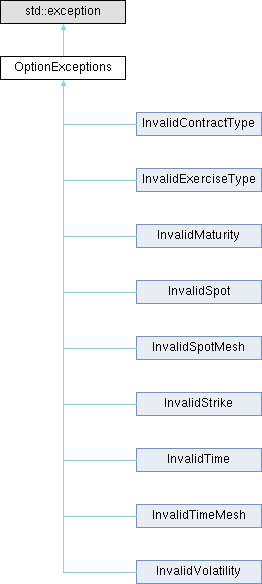 std::exception
OptionExceptions
InvalidContractType
InvalidExerciseType
InvalidMaturity
InvalidSpot
InvalidSpotMesh
InvalidStrike
InvalidTime
InvalidTimeMesh
InvalidVolatility